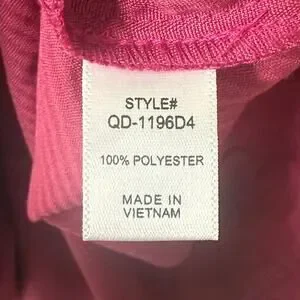 STYLE#
QD-1196D4
100% POLYESTER
MADE IN
VIETNAM